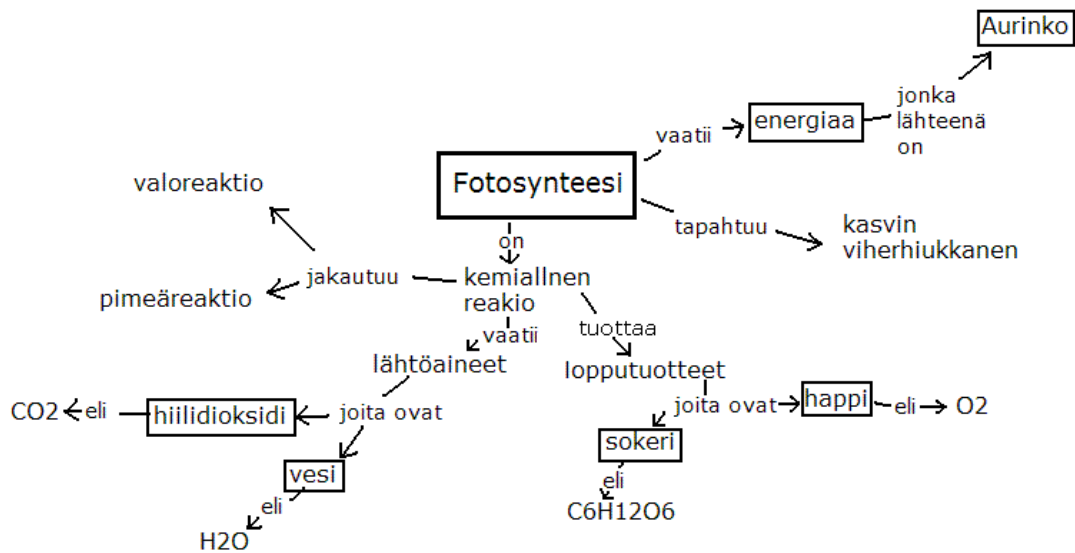 Aurinko
jonka
lähteenä
on
energiaa
vaatii
Fotosynteesi
valoreaktio
tapahtuu
kasvin
viherhiukkanen
on
jakautuu
kemiallnen
reakio
pimeäreaktio
vaatii
tuottaa
lähtöaineet
lopputuotteet
CO2
eli
hiilidioksidi
joita ovat
joita ovat
happi
eli
O2
vesi
sokeri
eli
eli
H2O
C6H12O6